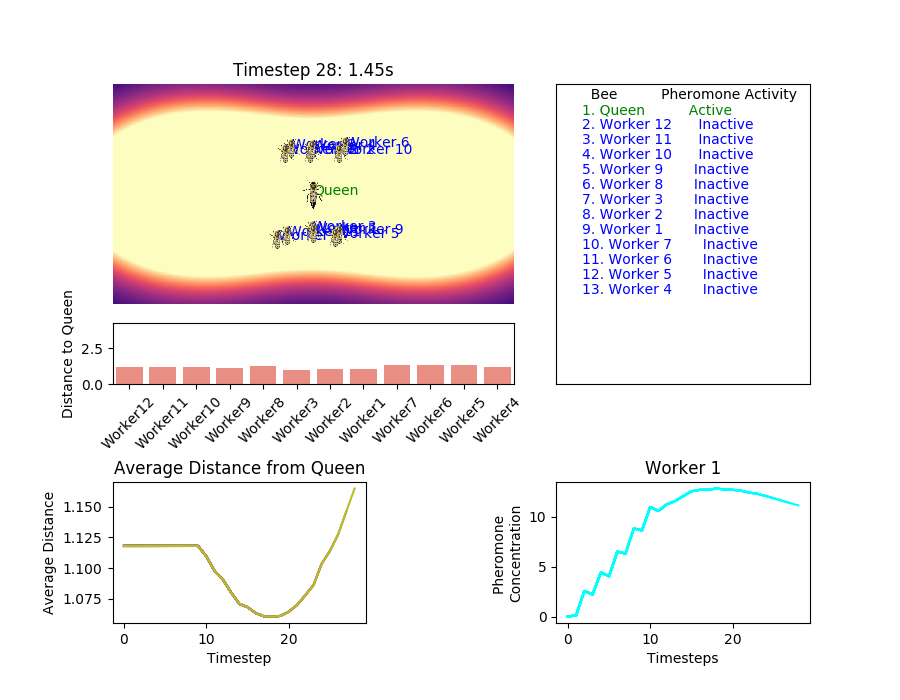 Timestep 28: 1.45s
Worker 6
Worker 10
Queen
Worker 9
Worker 5
Bee Pheromone Activity
1. Queen Active
2. Worker 12 Inactive
3. Worker 11 Inactive
4. Worker 10 Inactive
5. Worker 9 Inactive
6. Worker 8 Inactive
7. Worker 3 Inactive
8. Worker 2 Inactive
9. Worker 1 Inactive
10. Worker 7 Inactive
11. Worker 6 Inactive
12. Worker 5 Inactive
13. Worker 4 Inactive
Distance to Queen
2.5
0.0
Worker12
Worker11
Worker10
Worker9
Worker8
Worker3
Worker2
Worker1
Worker7
Worker6
Worker5
Worker4
Average Distance from Queen
Average Distance
1.150
1.125
1.100
1.075
0 10 20
Timestep
Worker 1
Pheromone
Concentration
10
5
0
0 10 20
Timesteps